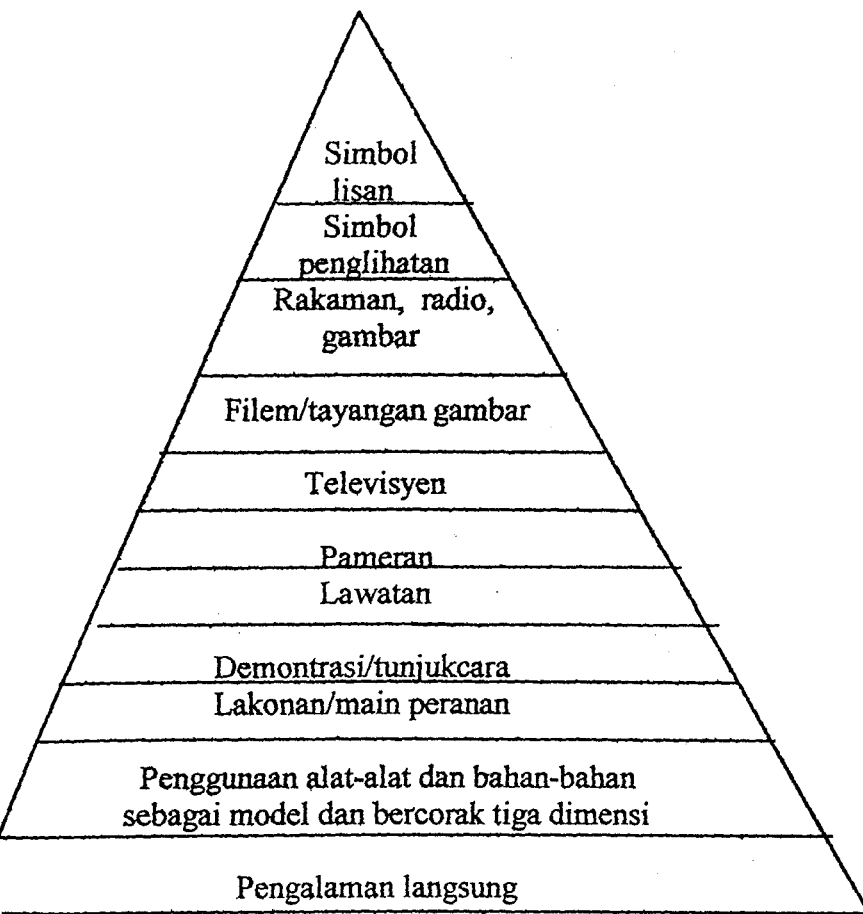 Simbol
lisan
Simbol
penglihatan
Rakaman, radio,
gambar
Filem/tayangan gambar
Televisyen
Pameran
Lawatan
Demontrasi/tunjukcara
Lakonan/main peranan
Penggunaan alat-alat dan bahan-bahan
sebagai model dan bercorak tiga dimensi
Pengalaman langsung